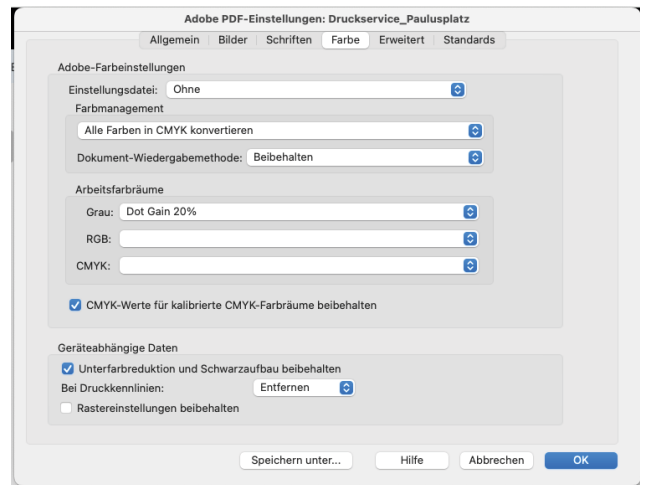 Adobe PDF-Einstellungen: Druckservice_Paulusplatz
Allgemein Bilder Schriften Farbe Erweitert Standards
Adobe-Farbeinstellungen
Einstellungsdatei: Ohne
Farbmanagement
Alle Farben in CMYK konvertieren
Dokument-Wiedergabemethode: Beibehalten
Arbeitsfarbräume
Grau: Dot Gain 20%
RGB:
CMYK:
CMYK-Werte für kalibrierte CMYK-Farbräume beibehalten
Geräteabhängige Daten
Unterfarbreduktion und Schwarzaufbau beibehalten
Bei Druckkennlinien: Entfernen
Rastereinstellungen beibehalten
Speichern unter... Hilfe Abbrechen OK